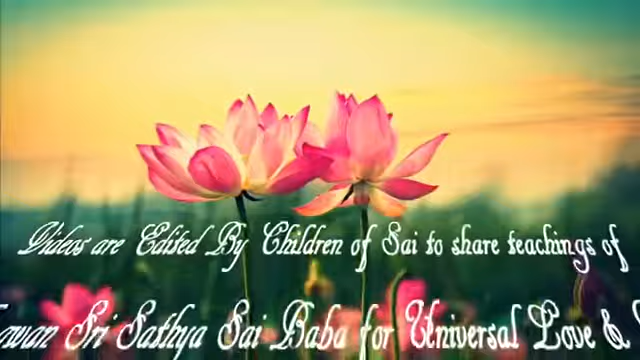 Videos are Edited By Children of Sai to share teachings of
Sri Sathya Sai Baba for Universal Love &